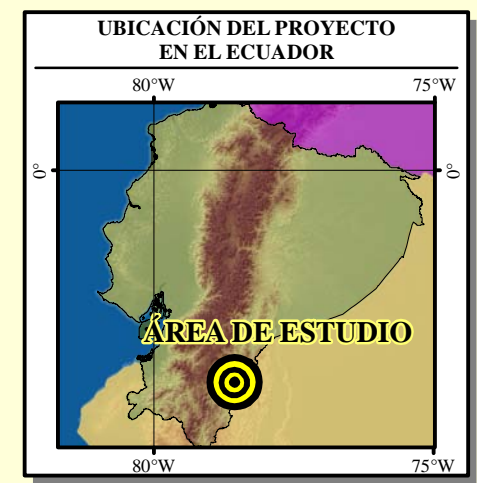 UBICACIÓN DEL PROYECTO
EN EL ECUADOR
80°W 75°W
0° 0°
ÁREA DE ESTUDIO
80°W 75°W